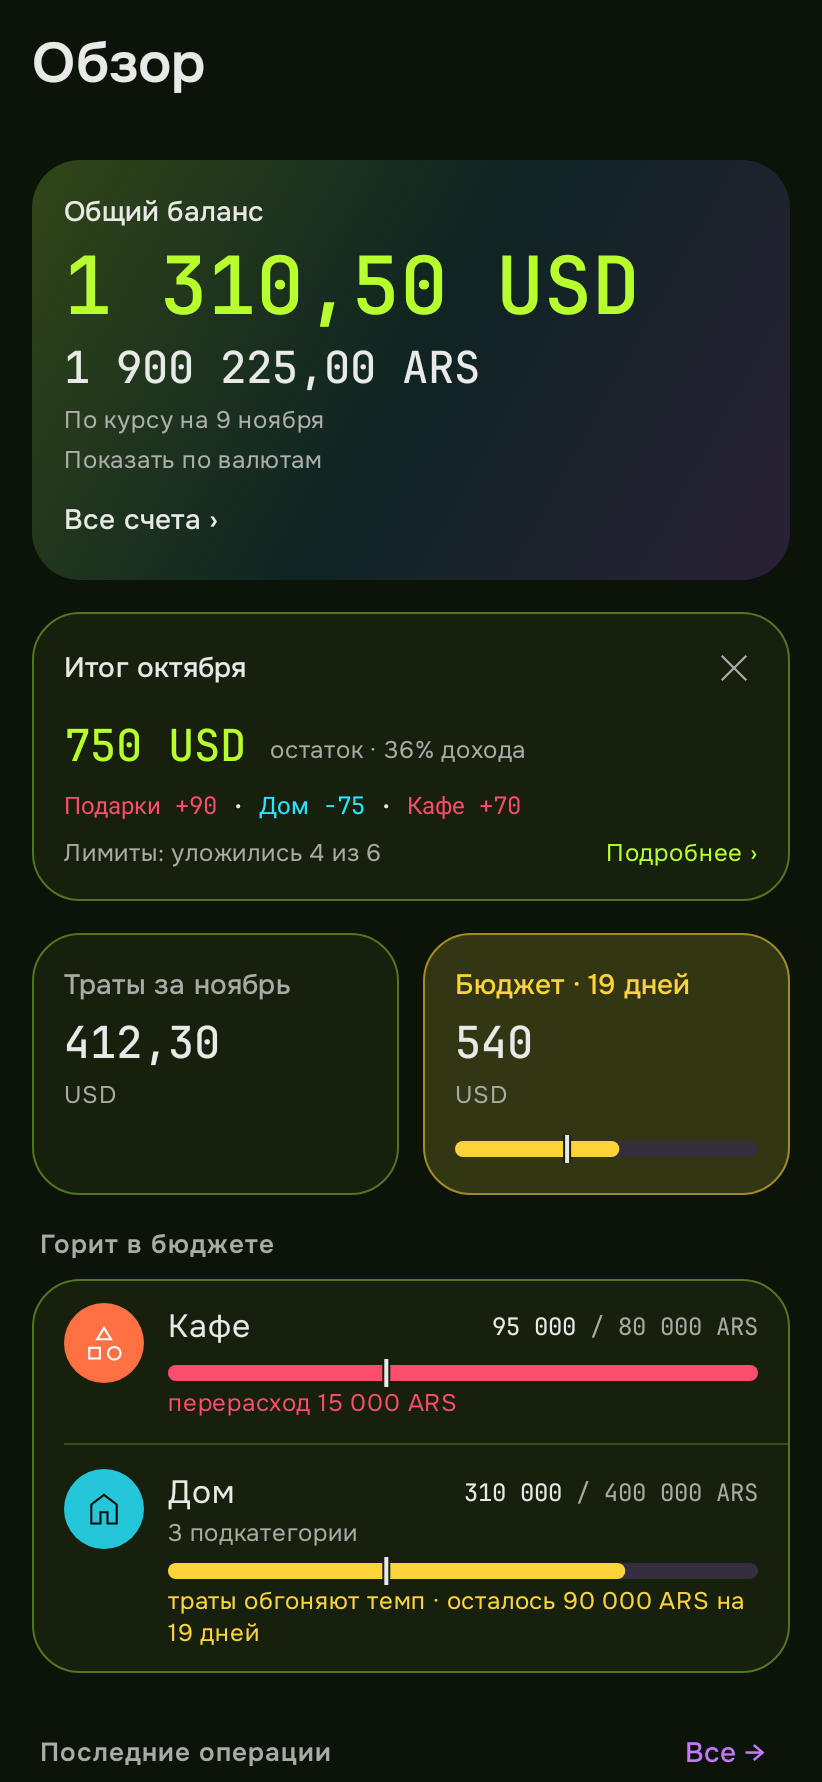 Обзор
Общий баланс
1 310,50 USD
1 900 225,00 ARS
По курсу на 9 ноября
Показать по валютам
Все счета ›
Итог октября
750 USD остаток · 36% дохода
Подарки +90 · Дом -75 · Кафе +70
Лимиты: уложились 4 из 6 Подробнее ›
Траты за ноябрь
412,30
USD
Бюджет · 19 дней
540
USD
Горит в бюджете
Кафе 95 000 / 80 000 ARS
перерасход 15 000 ARS
Дом 310 000 / 400 000 ARS
3 подкатегории
траты обгоняют темп · осталось 90 000 ARS на
19 дней
Последние операции Все →